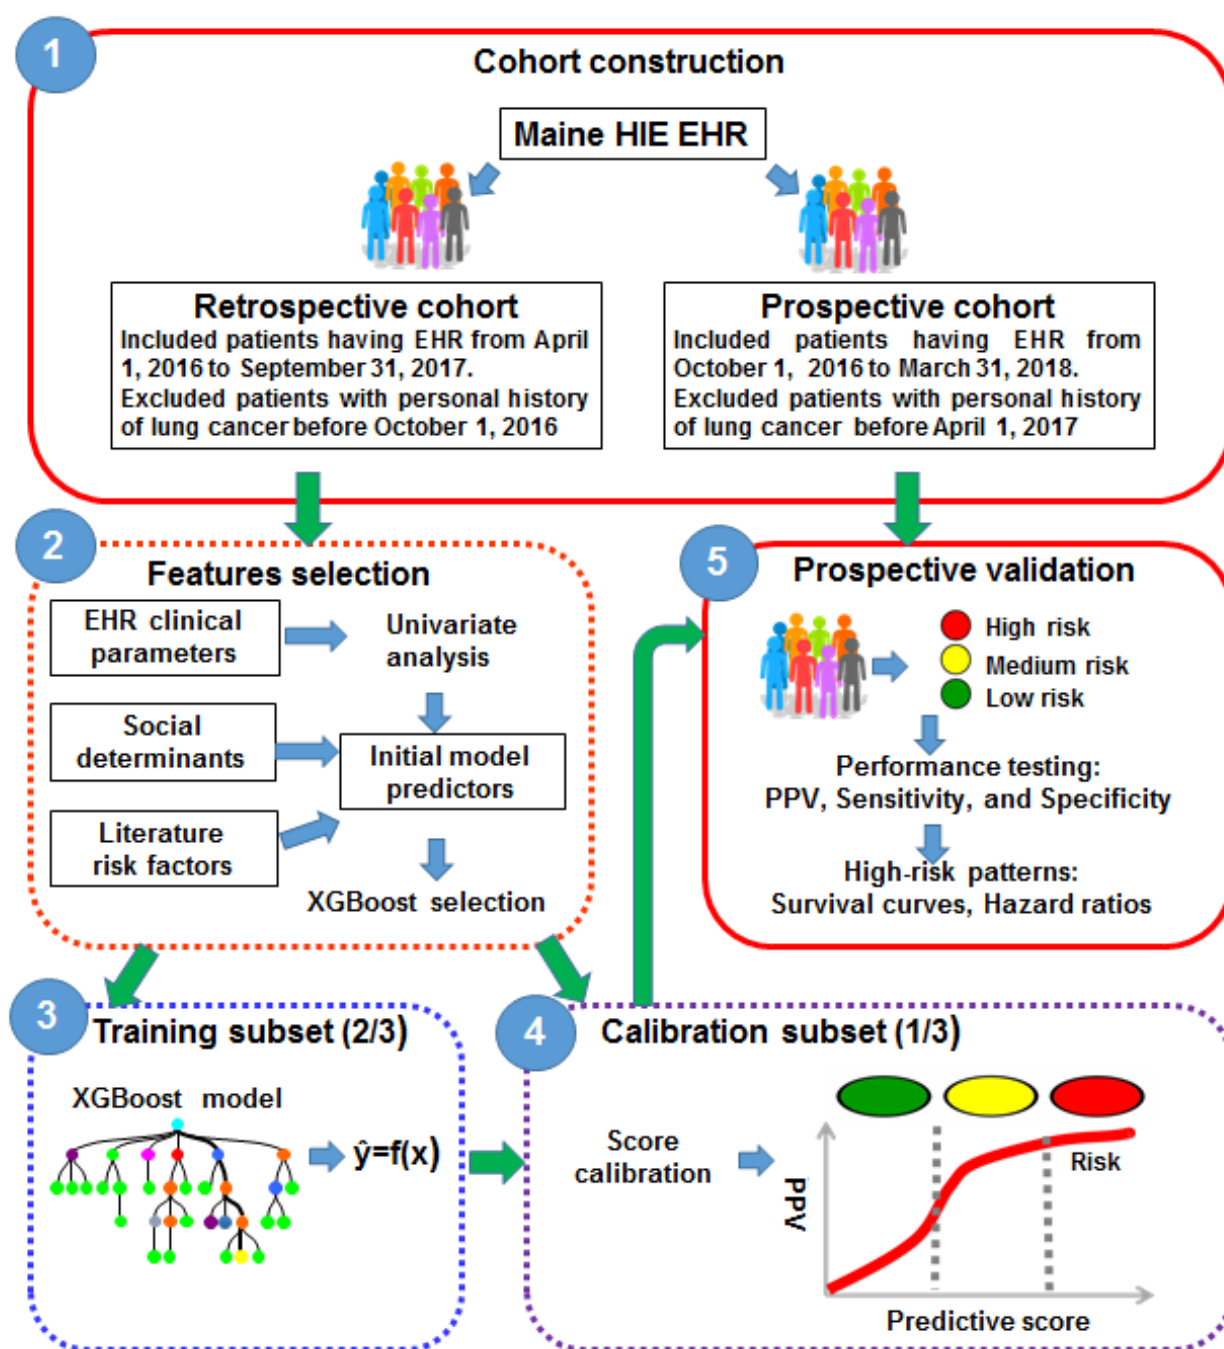 1
Cohort construction
Maine HIE EHR
Retrospective cohort
Included patients having EHR from April
1, 2016 to September 31, 2017.
Excluded patients with personal history
of lung cancer before October 1, 2016
Prospective cohort
Included patients having EHR from
October 1, 2016 to March 31, 2018.
Excluded patients with personal history
of lung cancer before April 1, 2017
2
Features selection
EHR clinical
parameters
Univariate
analysis
Social
determinants
Initial model
predictors
Literature
risk factors
XGBoost selection
3
Training subset (2/3)
XGBoost model
ŷ=f(x)
4
Calibration subset (1/3)
Score
calibration
PPV
Risk
Predictive score
5
Prospective validation
High risk
Medium risk
Low risk
Performance testing:
PPV, Sensitivity, and Specificity
High-risk patterns:
Survival curves, Hazard ratios